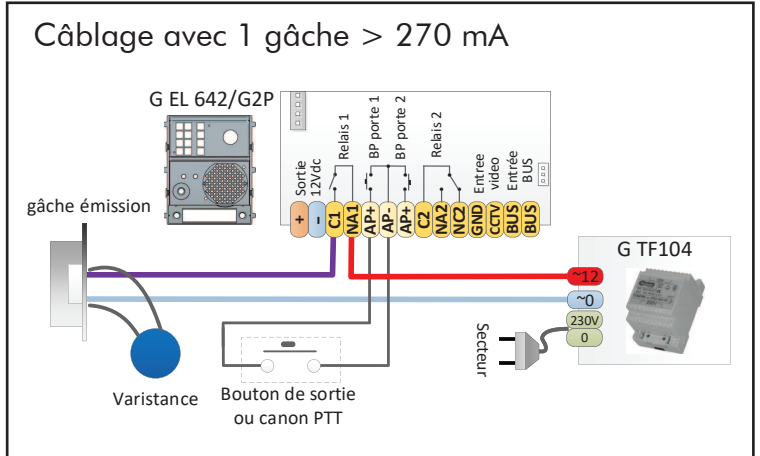 Câblage avec 1 gâche > 270 mA
G EL 642/G2P
Relais 1
BP porte 1
BP porte 2
Relais 2
Sortie
12Vdc
Entree
video
Entrée
BUS
+
-
C1
NA1
AP+
AP-
AP+
C2
NA2
NC2
GND
CCTV
BUS
BUS
gâche émission
G TF104
~12
~0
230V
0
Secteur
Varistance
Bouton de sortie
ou canon PTT